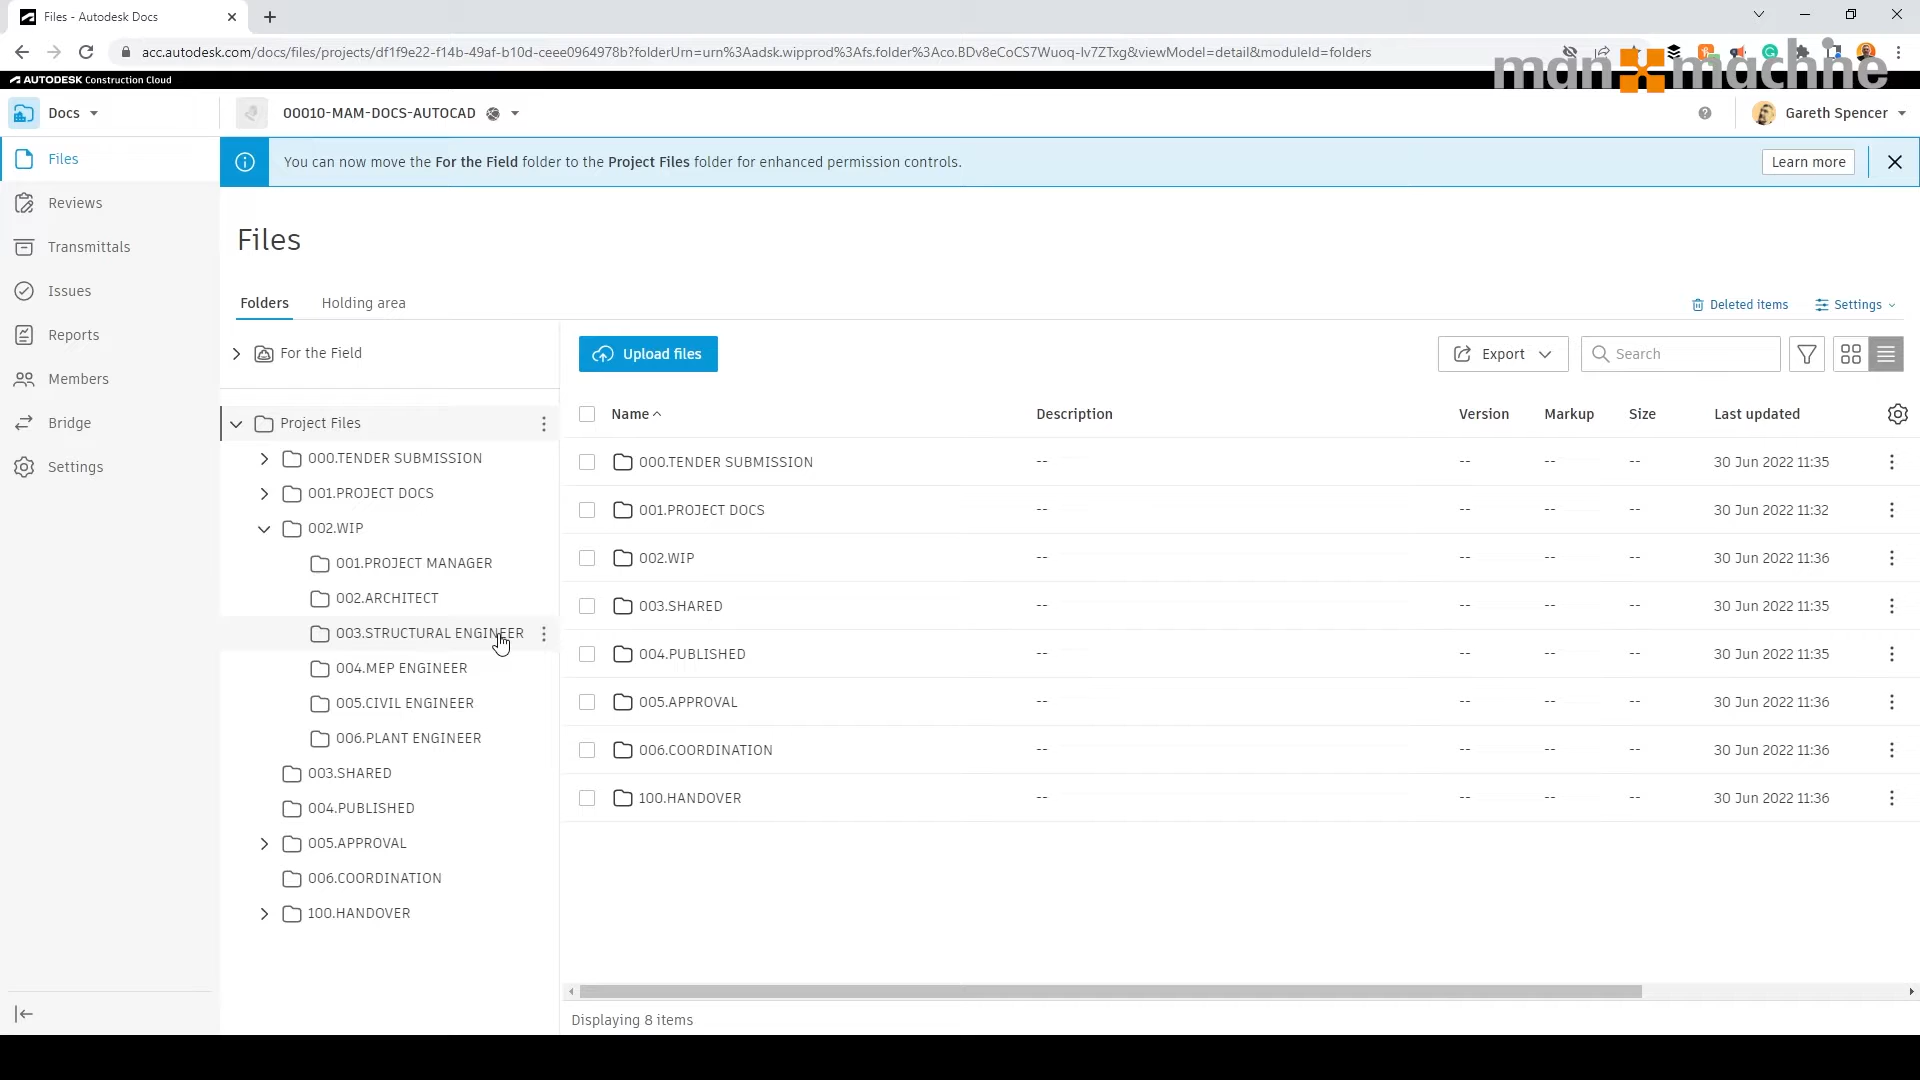 Files - Autodesk Docs
acc.autodesk.com/docs/files/projects/df1f9e22-f14b-49af-b10d-ceee0964978b?folderUrn=urn%3Aadsk.wipprod%3Afs.folder%3Aco.BDv8eCoCS7Wuoq-Iv7ZTxg&viewModel=detail&moduleId=folders
AUTODESK Construction Cloud
man machine
Docs
00010-MAM-DOCS-AUTOCAD
Gareth Spencer
Files
Reviews
Transmittals
Issues
Reports
Members
Bridge
Settings
You can now move the For the Field folder to the Project Files folder for enhanced permission controls.
Learn more
Files
Folders
Holding area
Deleted items
Settings
For the Field
Project Files
000.TENDER SUBMISSION
001.PROJECT DOCS
002.WIP
001.PROJECT MANAGER
002.ARCHITECT
003.STRUCTURAL ENGINEER
004.MEP ENGINEER
005.CIVIL ENGINEER
006.PLANT ENGINEER
003.SHARED
004.PUBLISHED
005.APPROVAL
006.COORDINATION
100.HANDOVER
Upload files
Export
Search
Name Description Version Markup Size Last updated
000.TENDER SUBMISSION -- -- -- -- 30 Jun 2022 11:35
001.PROJECT DOCS -- -- -- -- 30 Jun 2022 11:32
002.WIP -- -- -- -- 30 Jun 2022 11:36
003.SHARED -- -- -- -- 30 Jun 2022 11:35
004.PUBLISHED -- -- -- -- 30 Jun 2022 11:35
005.APPROVAL -- -- -- -- 30 Jun 2022 11:36
006.COORDINATION -- -- -- -- 30 Jun 2022 11:36
100.HANDOVER -- -- -- -- 30 Jun 2022 11:36
Displaying 8 items